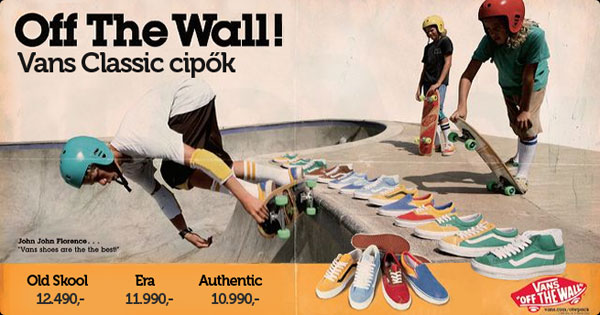 Off The Wall!
Vans Classic cipők
John John Florence . . .
"Vans shoes are the the best!"
Old Skool
12.490,-
Era
11.990,-
Authentic
10.990,-
VANS
"OFF THE WALL"